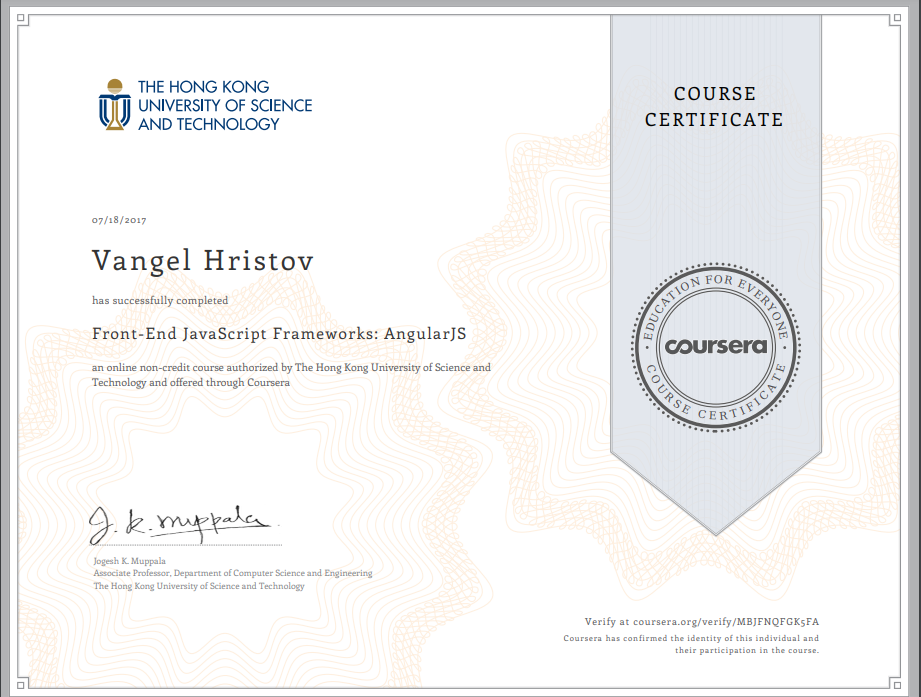 THE HONG KONG
UNIVERSITY OF SCIENCE
AND TECHNOLOGY
COURSE
CERTIFICATE
07/18/2017
Vangel Hristov
has successfully completed
Front-End JavaScript Frameworks: AngularJS
an online non-credit course authorized by The Hong Kong University of Science and
Technology and offered through Coursera
EDUCATION FOR EVERYONE
coursera
COURSE CERTIFICATE
J. K. Muppala
Jogesh K. Muppala
Associate Professor, Department of Computer Science and Engineering
The Hong Kong University of Science and Technology
Verify at coursera.org/verify/MBJFNQFGK5FA
Coursera has confirmed the identity of this individual and
their participation in the course.